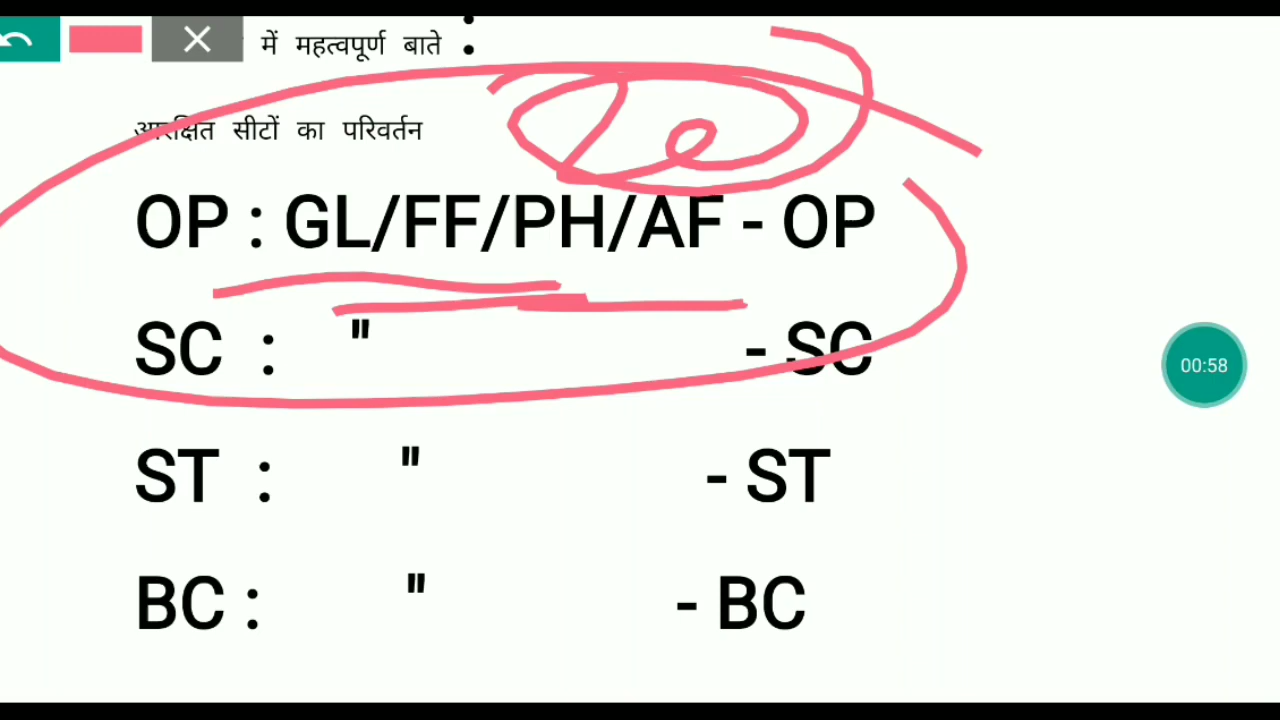 में महत्वपूर्ण बाते :
आरक्षित सीटों का परिवर्तन
OP : GL/FF/PH/AF - OP
SC : " - SC
00:58
ST : " - ST
BC : " - BC